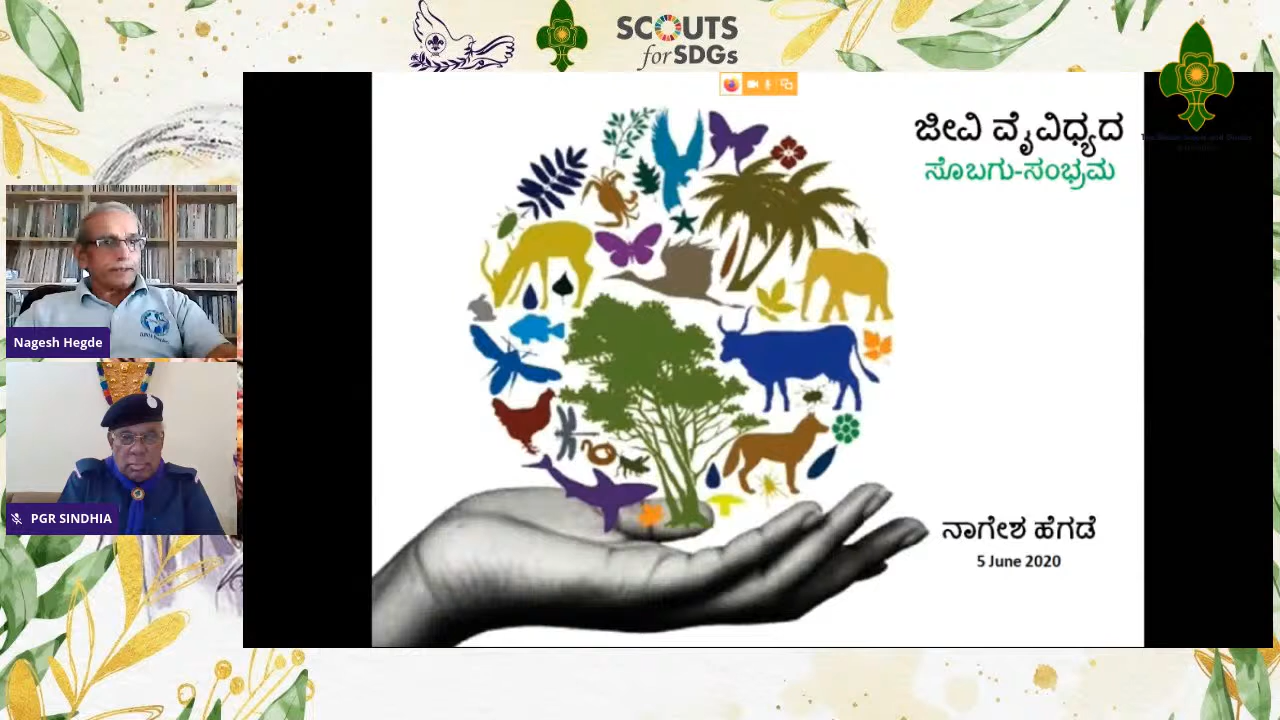 SCOUTS
for SDGs
ಜೀವಿ ವೈವಿಧ್ಯದ
ಸೊಬಗು-ಸಂಭ್ರಮ
Nagesh Hegde
PGR SINDHIA
ನಾಗೇಶ ಹೆಗಡೆ
5 June 2020